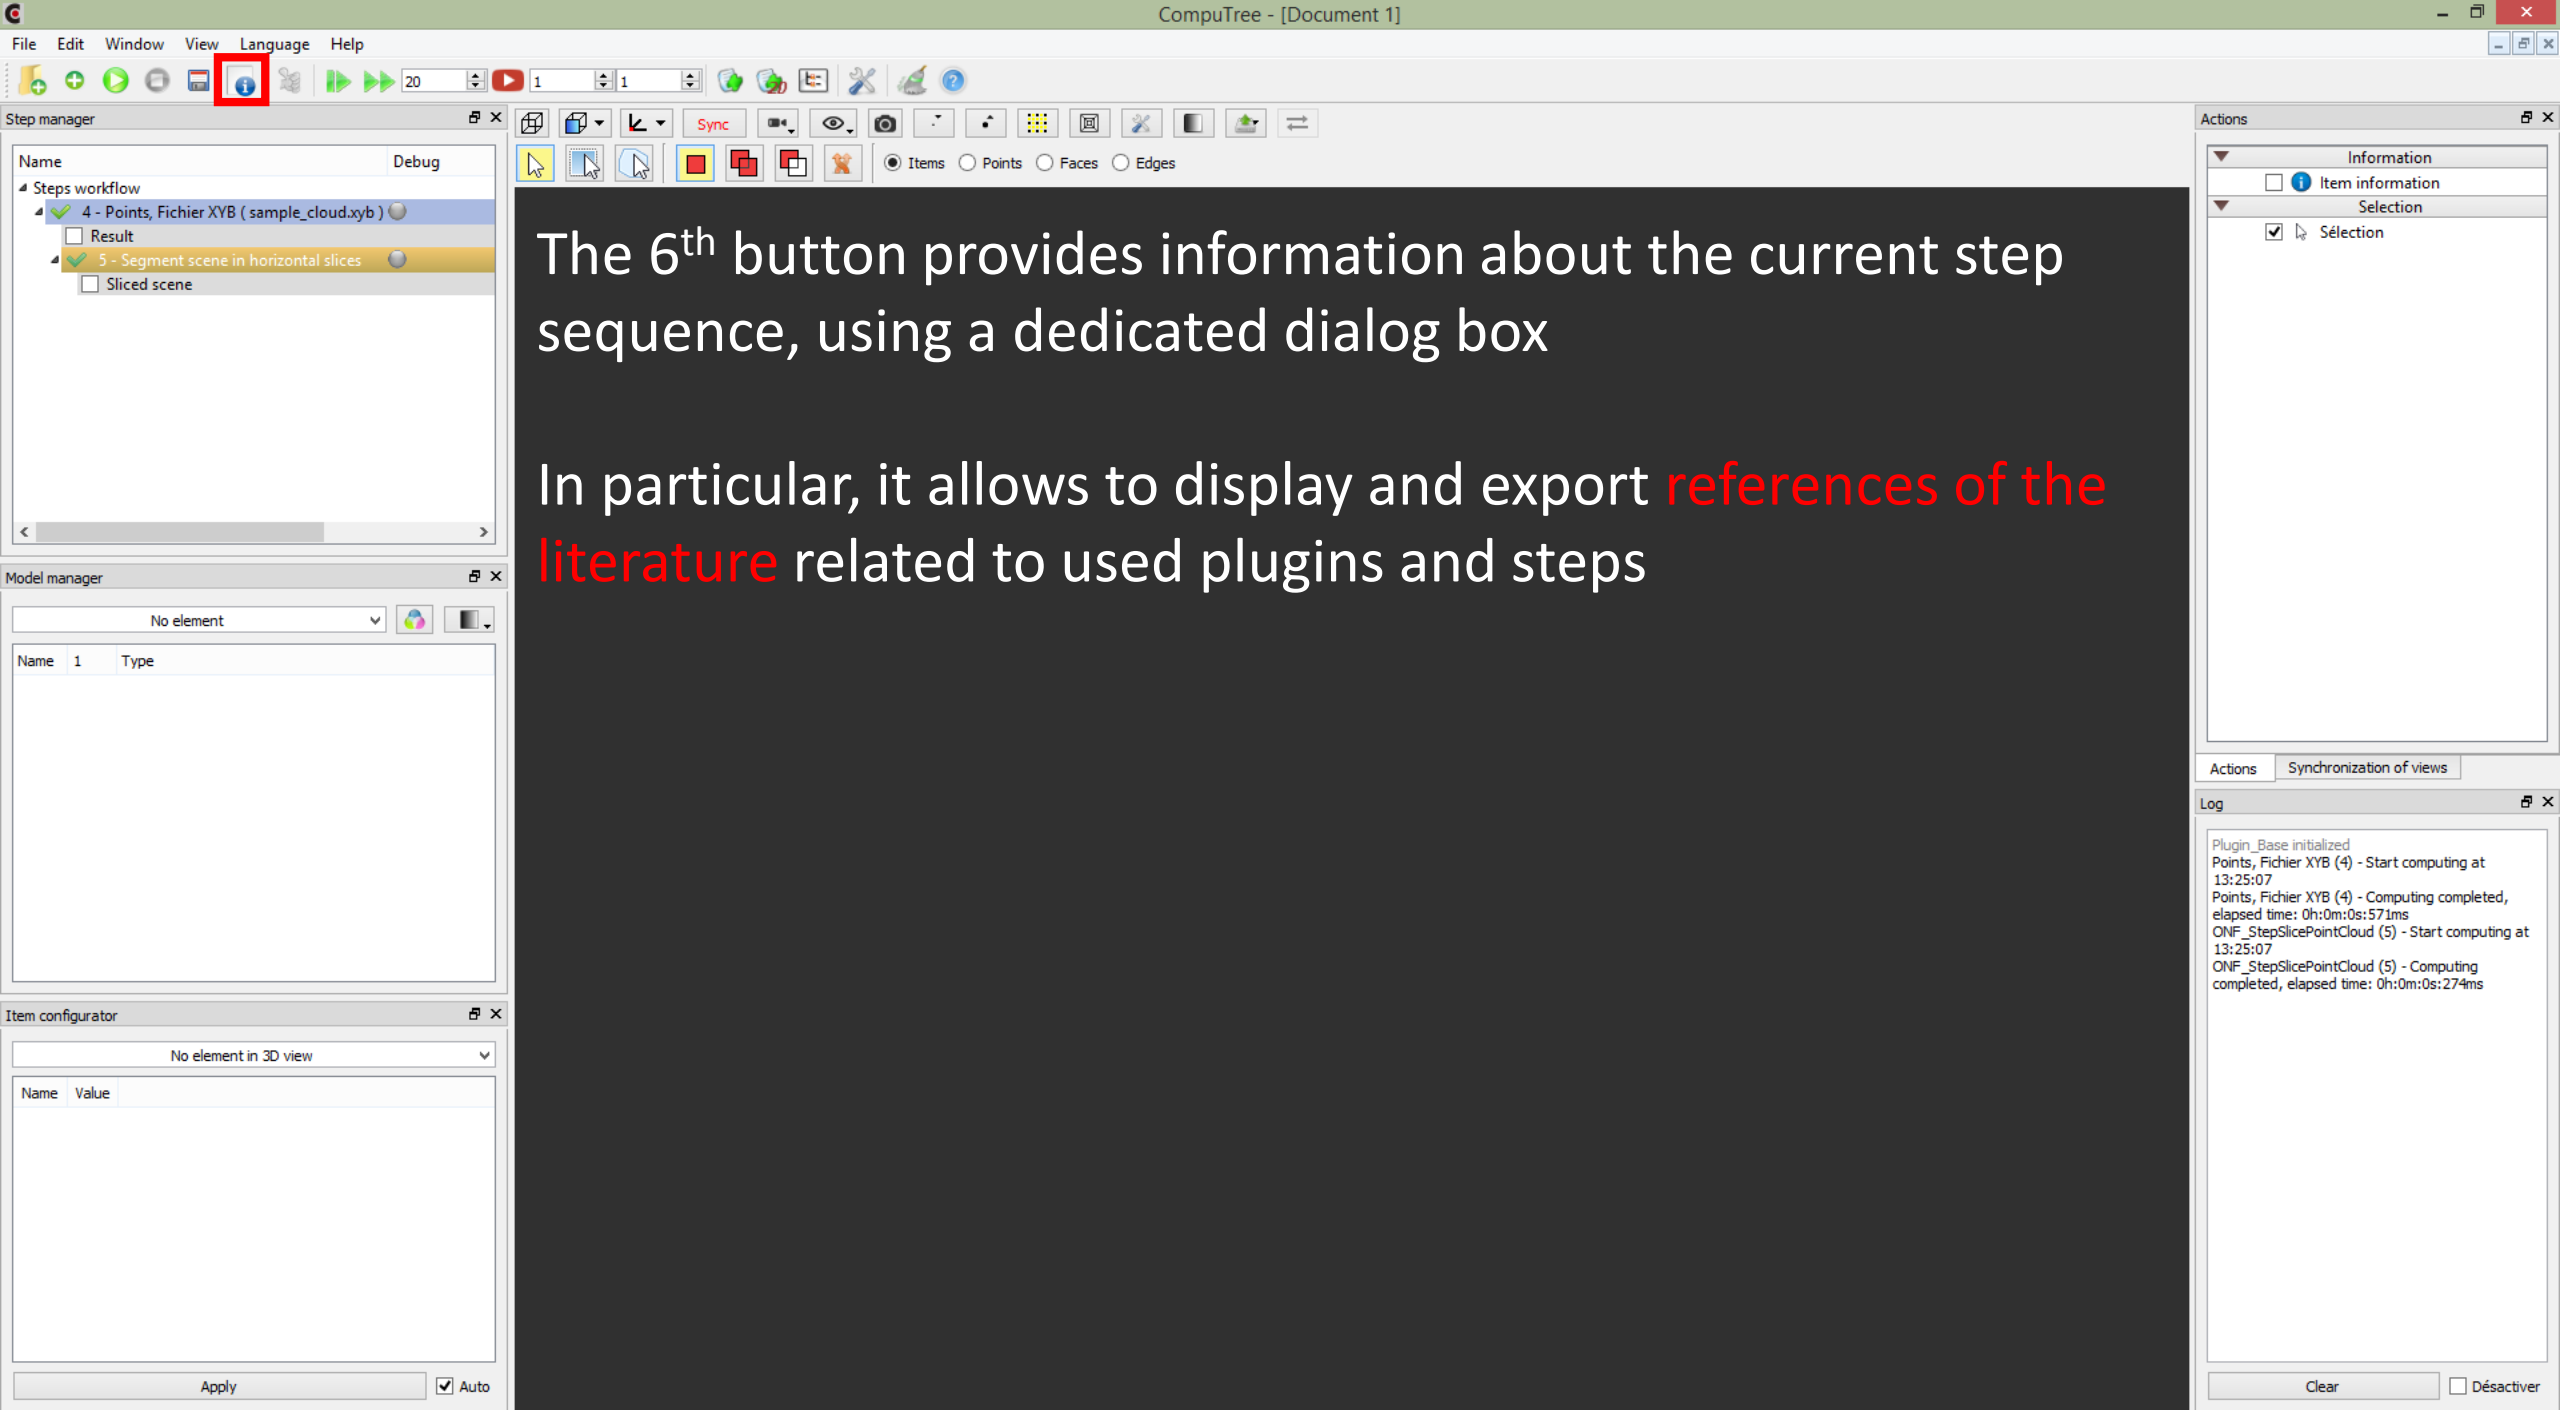 CompuTree - [Document 1]
File Edit Window View Language Help
20 1 1 2D
Step manager
Name Debug
Steps workflow
4 - Points, Fichier XYB ( sample_cloud.xyb )
Result
5 - Segment scene in horizontal slices
Sliced scene
Model manager
No element
Name 1 Type
Item configurator
No element in 3D view
Name Value
Apply Auto
Sync
Items Points Faces Edges
The 6th button provides information about the current step
sequence, using a dedicated dialog box
In particular, it allows to display and export references of the
literature related to used plugins and steps
Actions
Information
Item information
Selection
Sélection
Actions Synchronization of views
Log
Plugin_Base initialized
Points, Fichier XYB (4) - Start computing at
13:25:07
Points, Fichier XYB (4) - Computing completed,
elapsed time: 0h:0m:0s:571ms
ONF_StepSlicePointCloud (5) - Start computing at
13:25:07
ONF_StepSlicePointCloud (5) - Computing
completed, elapsed time: 0h:0m:0s:274ms
Clear Désactiver